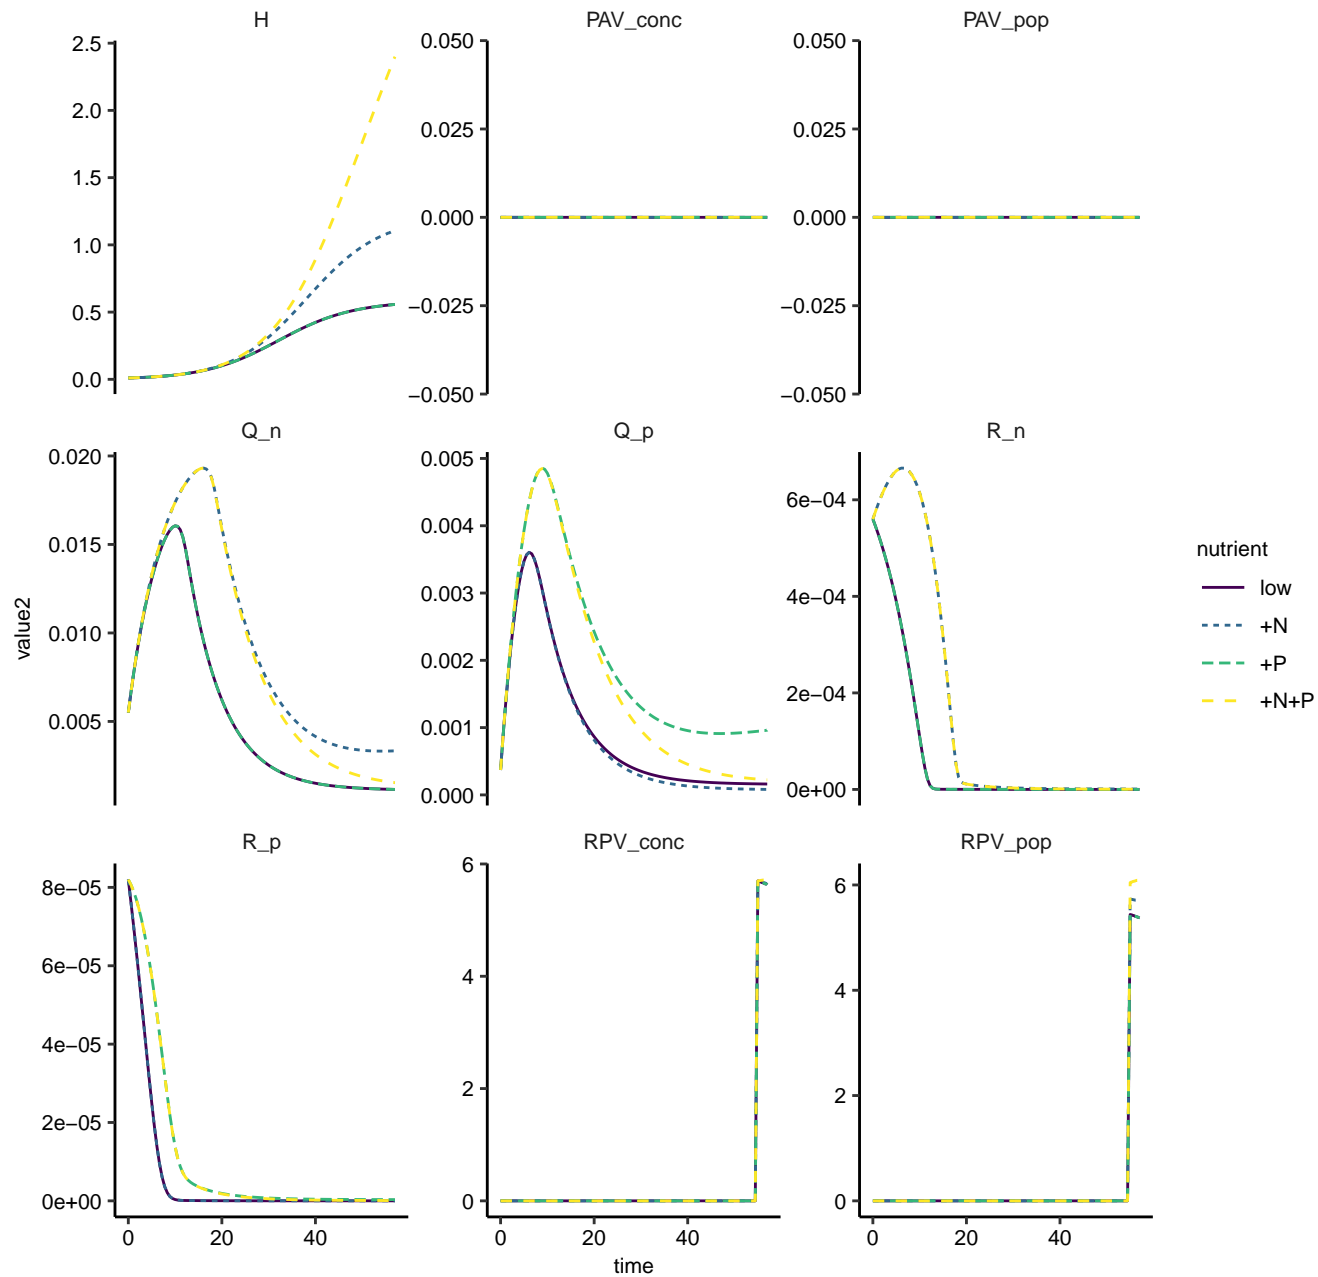 H
PAV_conc
PAV_pop
2.5
2.0
1.5
1.0
0.5
0.0
0.050
0.025
0.000
−0.025
−0.050
0.050
0.025
0.000
−0.025
−0.050
Q_n
Q_p
R_n
0.020
0.015
0.010
0.005
0.005
0.004
0.003
0.002
0.001
0.000
6e−04
4e−04
2e−04
0e+00
value2
nutrient
low
+N
+P
+N+P
R_p
RPV_conc
RPV_pop
8e−05
6e−05
4e−05
2e−05
0e+00
6
4
2
0
6
4
2
0
0 20 40
0 20 40
0 20 40
time